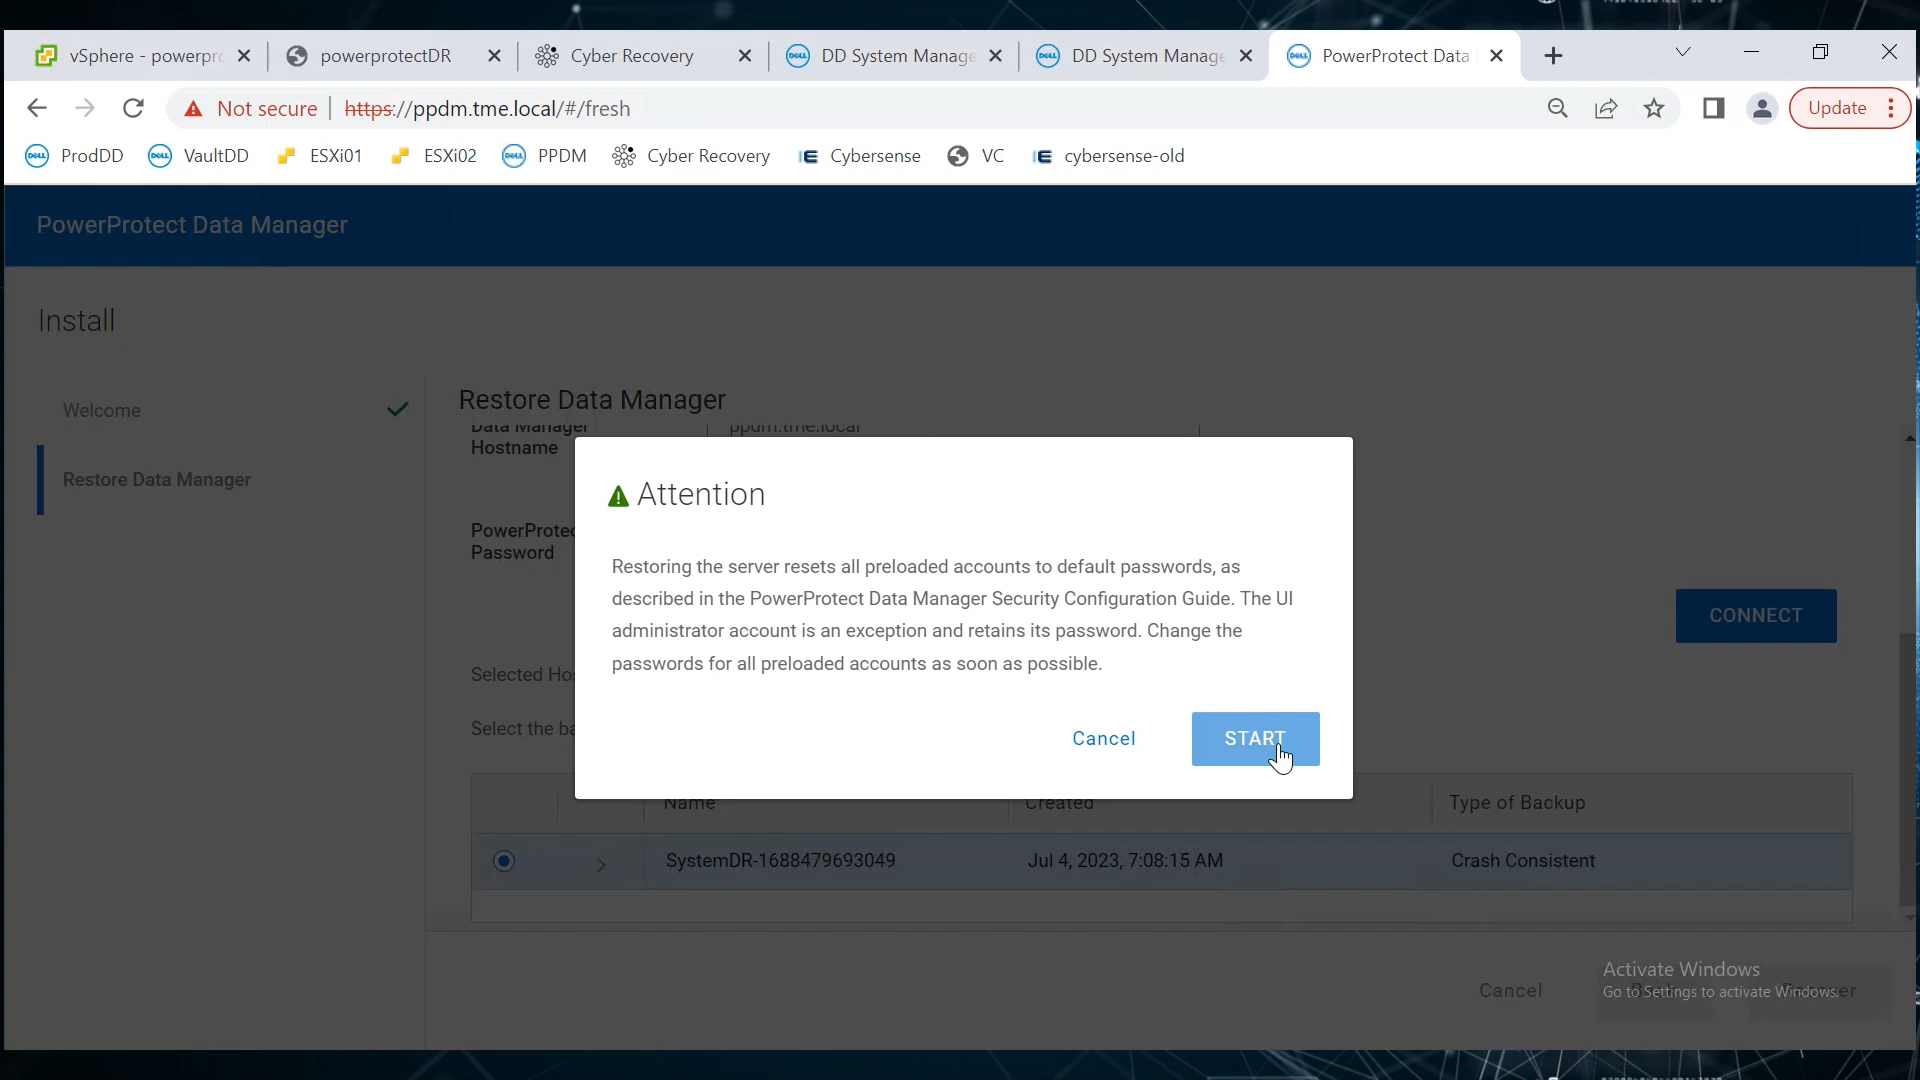 vSphere - powerpro
powerprotectDR
Cyber Recovery
DD System Manage
DD System Manage
PowerProtect Data
Not secure
https://ppdm.tme.local/#/fresh
Update
ProdDD
VaultDD
ESXi01
ESXi02
PPDM
Cyber Recovery
Cybersense
VC
cybersense-old
PowerProtect Data Manager
Install
Welcome
Restore Data Manager
Restore Data Manager
Data Manager
Hostname
ppdm.tme.local
PowerProtec
Password
CONNECT
Selected Ho
Select the ba
Attention
Restoring the server resets all preloaded accounts to default passwords, as
described in the PowerProtect Data Manager Security Configuration Guide. The UI
administrator account is an exception and retains its password. Change the
passwords for all preloaded accounts as soon as possible.
Cancel
START
Name
Created
Type of Backup
SystemDR-1688479693049
Jul 4, 2023, 7:08:15 AM
Crash Consistent
Cancel
Activate Windows
Go to Settings to activate Windows.